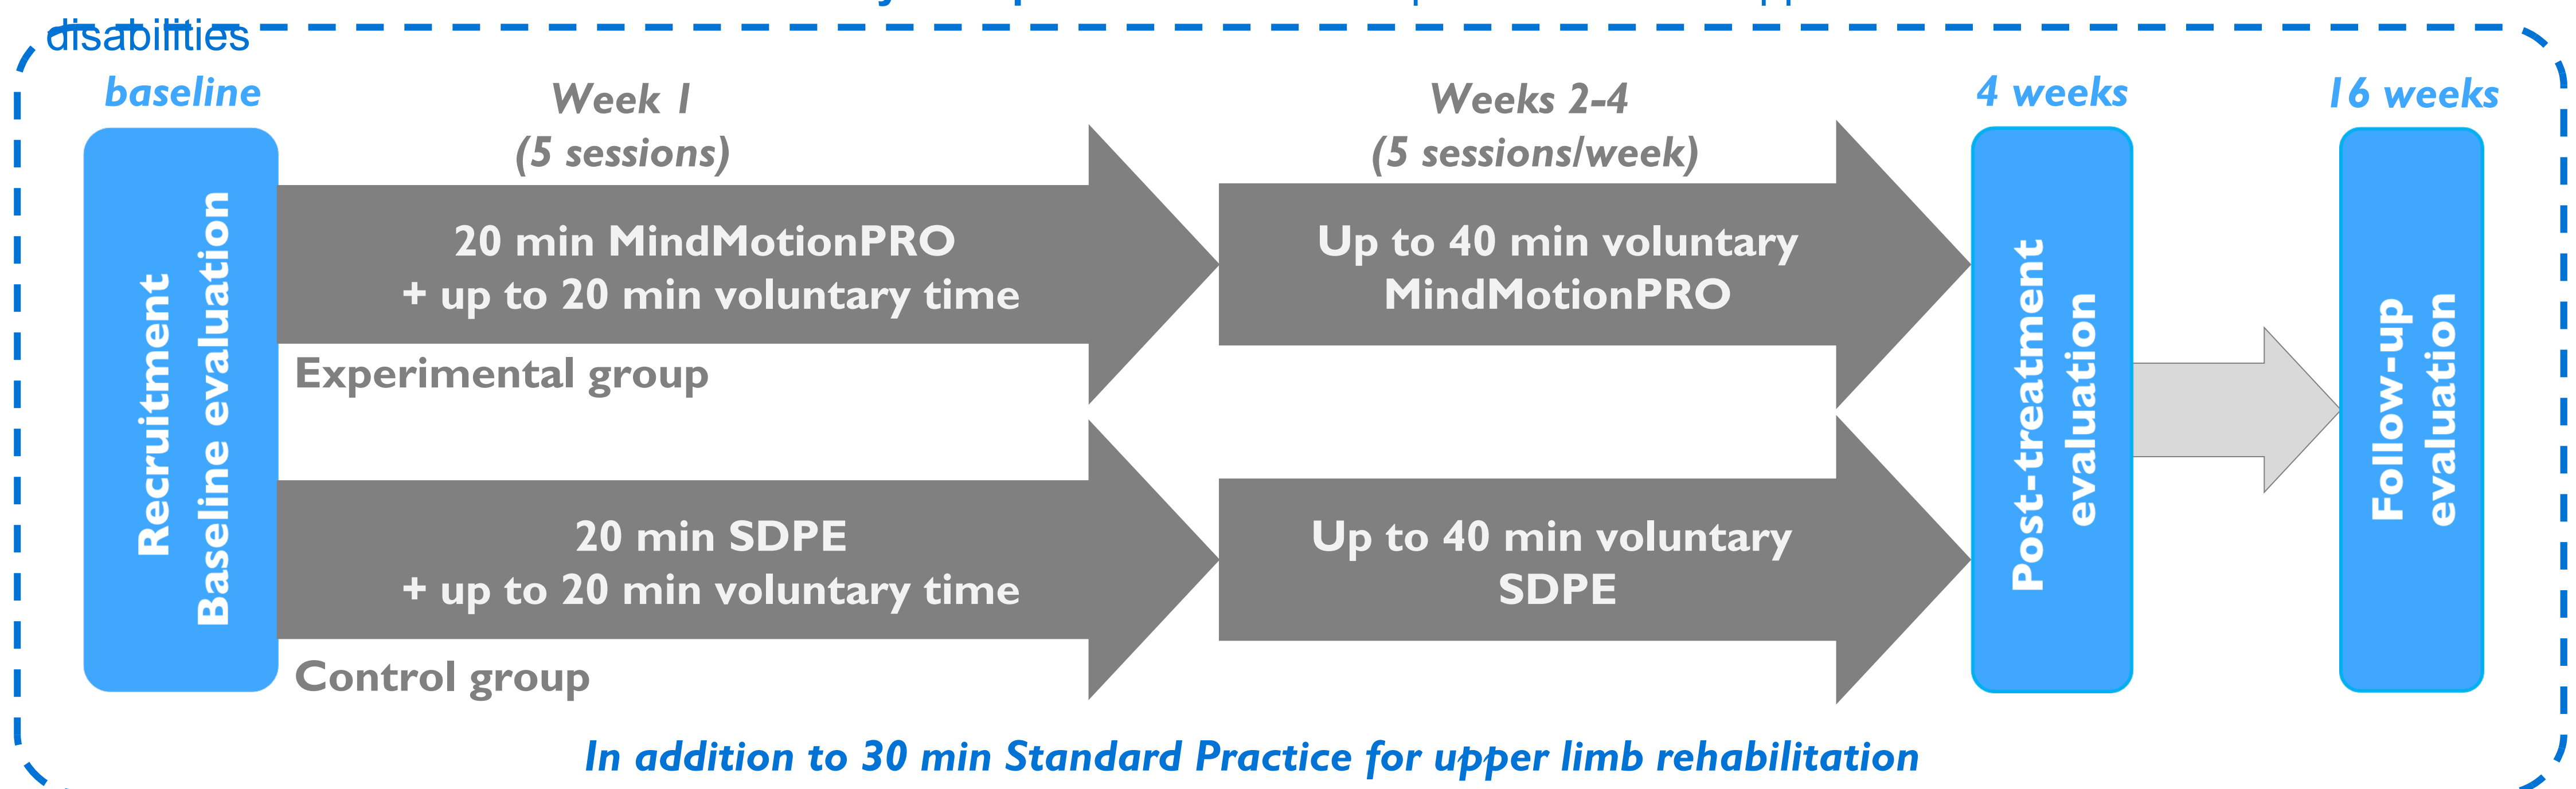 disabilities
baseline
Week 1
(5 sessions)
Weeks 2-4
(5 sessions/week)
4 weeks
16 weeks
Recruitment
Baseline evaluation
20 min MindMotionPRO
+ up to 20 min voluntary time
Up to 40 min voluntary
MindMotionPRO
Experimental group
20 min SDPE
+ up to 20 min voluntary time
Up to 40 min voluntary
SDPE
Control group
Post-treatment
evaluation
Follow-up
evaluation
In addition to 30 min Standard Practice for upper limb rehabilitation